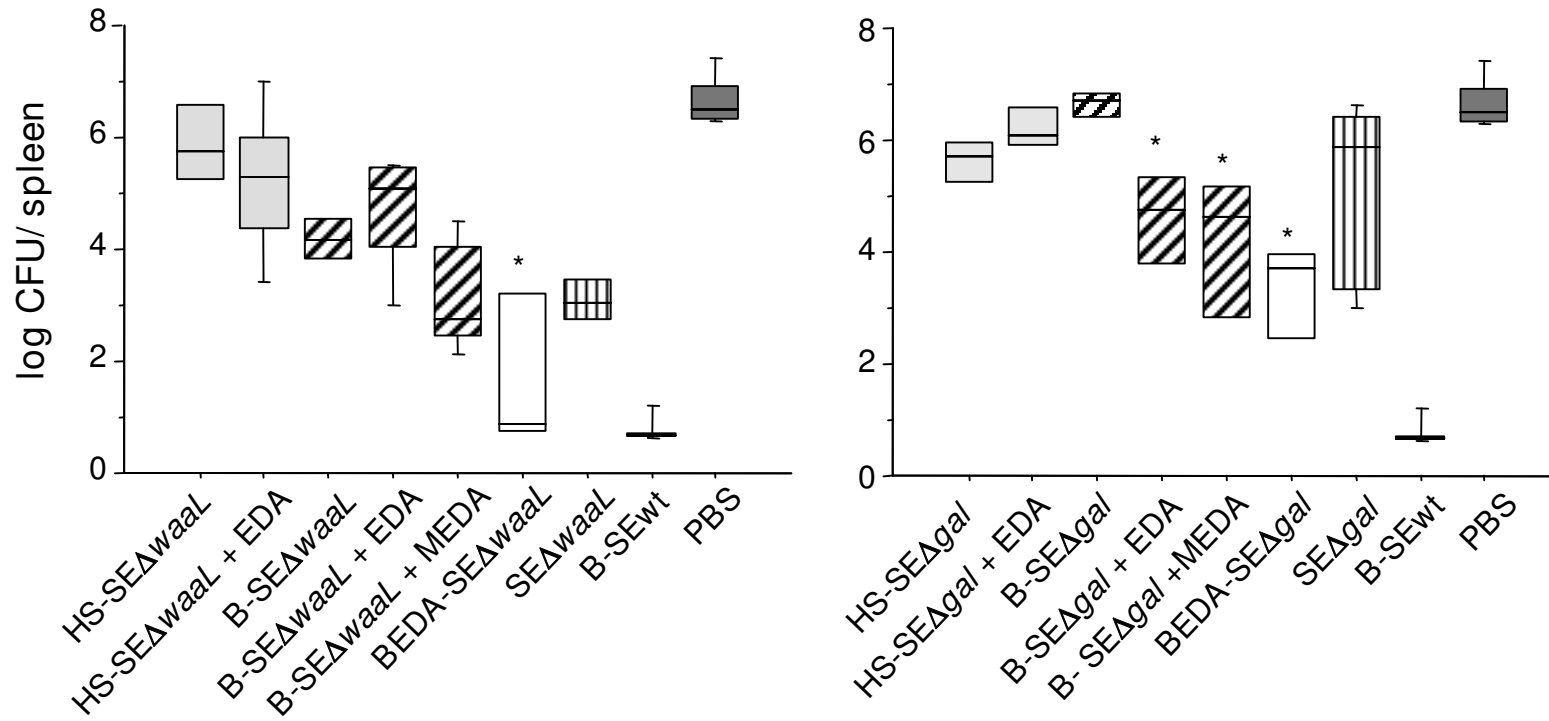 log CFU/ spleen
8
6
4
2
0
*
HS-SEΔwaaL
HS-SEΔwaaL + EDA
B-SEΔwaaL
B-SEΔwaaL + EDA
B-SEΔwaaL + MEDA
BEDA-SEΔwaaL
SEΔwaaL
B-SEwt
PBS
8
6
4
2
0
*
*
*
HS-SEΔgal
HS-SEΔgal + EDA
B-SEΔgal
B-SEΔgal + EDA
B- SEΔgal +MEDA
BEDA-SEΔgal
SEΔgal
B-SEwt
PBS